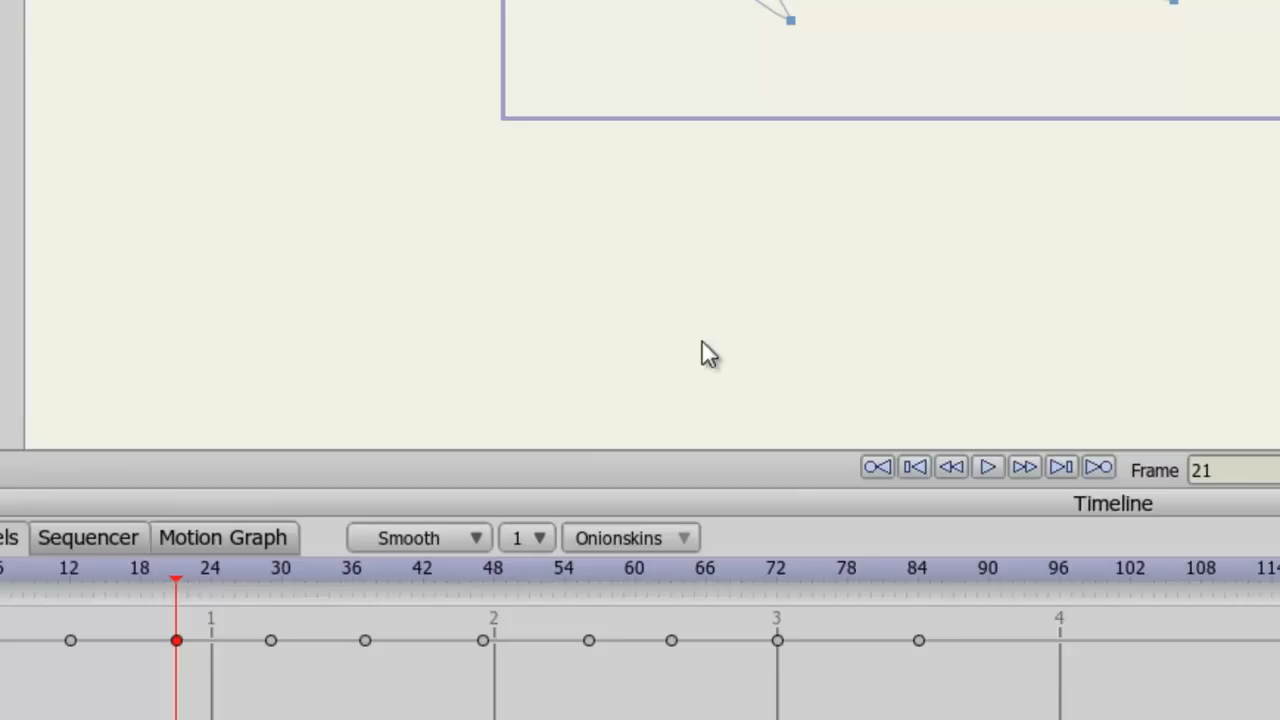 Frame 21
Timeline
els Sequencer Motion Graph Smooth 1 Onionskins
6 12 18 24 30 36 42 48 54 60 66 72 78 84 90 96 102 108 114
1 2 3 4